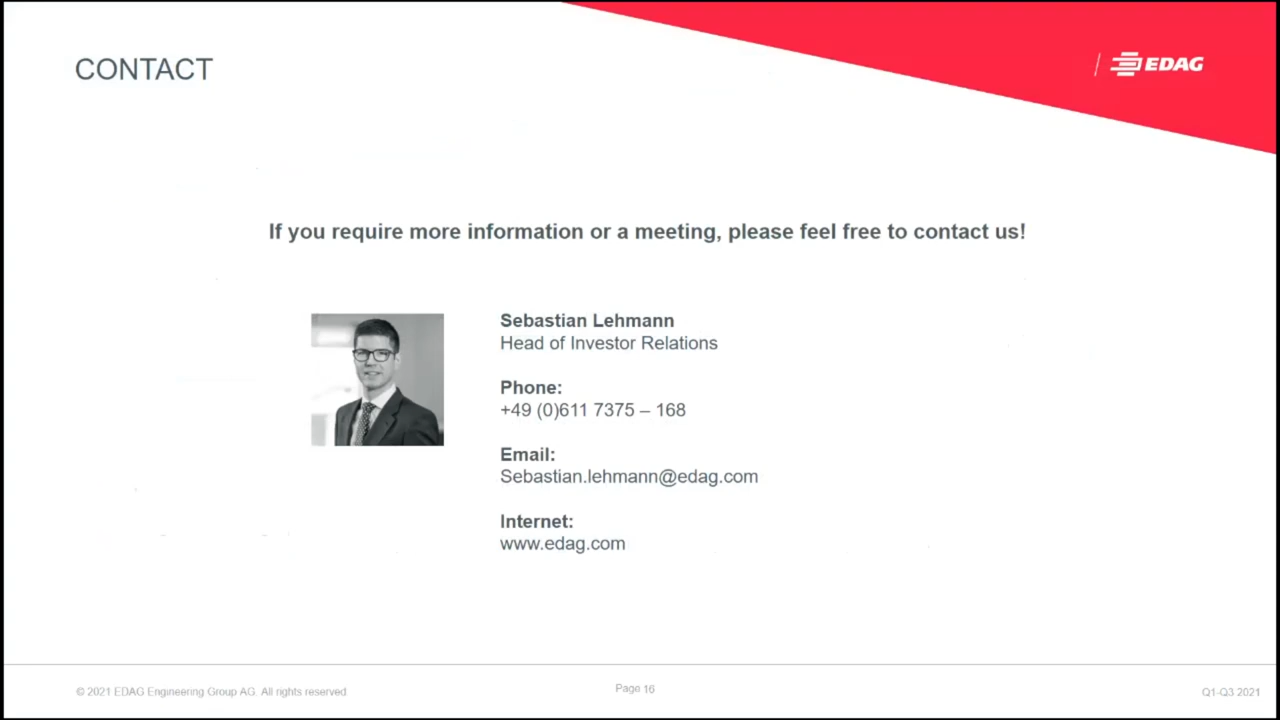 CONTACT
EDAG
If you require more information or a meeting, please feel free to contact us!
Sebastian Lehmann
Head of Investor Relations
Phone:
+49 (0)611 7375 – 168
Email:
Sebastian.lehmann@edag.com
Internet:
www.edag.com
© 2021 EDAG Engineering Group AG. All rights reserved
Page 16
Q1-Q3 2021